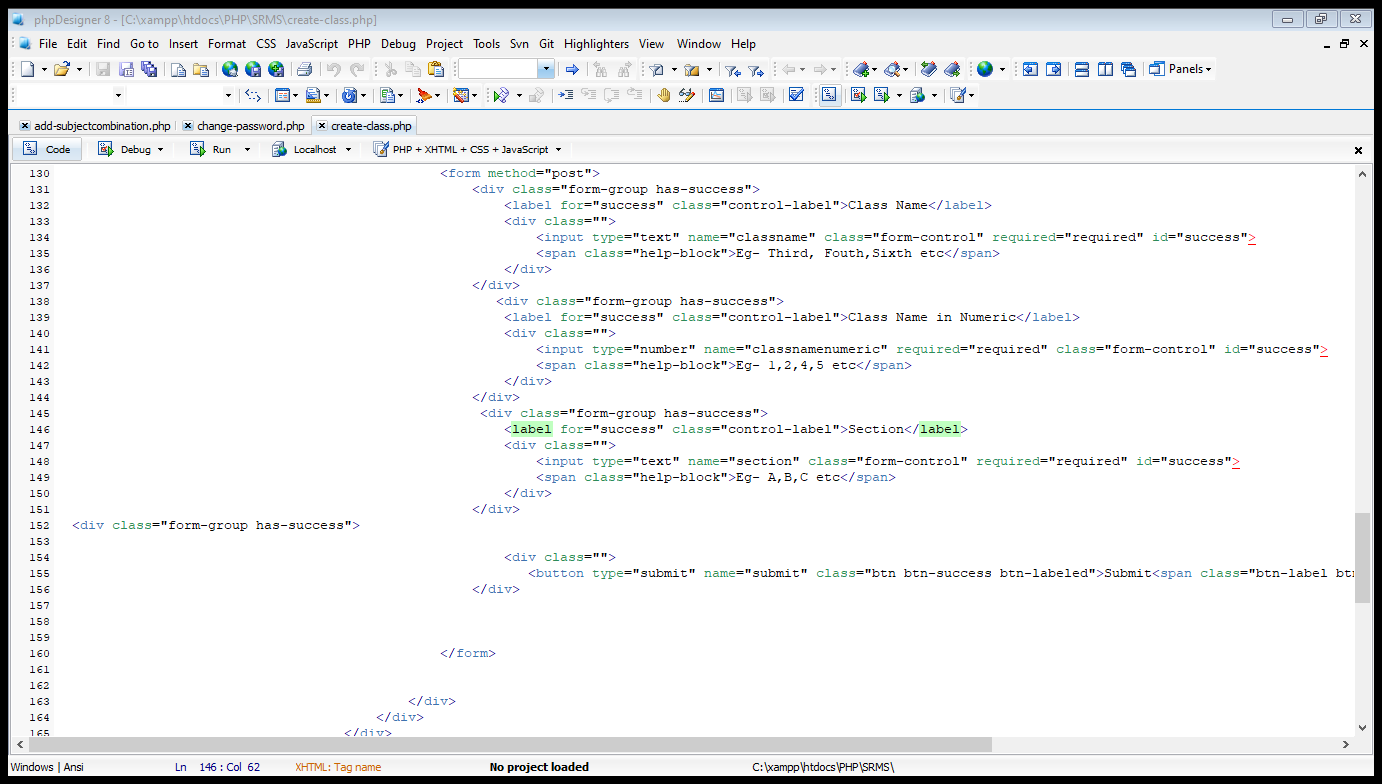 phpDesigner 8 - [C:\xampp\htdocs\PHP\SRMS\create-class.php]
File Edit Find Go to Insert Format CSS JavaScript PHP Debug Project Tools Svn Git Highlighters View Window Help
Panels
add-subjectcombination.php change-password.php create-class.php
Code Debug Run Localhost PHP + XHTML + CSS + JavaScript
130 <form method="post">
131 <div class="form-group has-success">
132 <label for="success" class="control-label">Class Name</label>
133 <div class="">
134 <input type="text" name="classname" class="form-control" required="required" id="success">
135 <span class="help-block">Eg- Third, Fouth,Sixth etc</span>
136 </div>
137 </div>
138 <div class="form-group has-success">
139 <label for="success" class="control-label">Class Name in Numeric</label>
140 <div class="">
141 <input type="number" name="classnamenumeric" required="required" class="form-control" id="success">
142 <span class="help-block">Eg- 1,2,4,5 etc</span>
143 </div>
144 </div>
145 <div class="form-group has-success">
146 <label for="success" class="control-label">Section</label>
147 <div class="">
148 <input type="text" name="section" class="form-control" required="required" id="success">
149 <span class="help-block">Eg- A,B,C etc</span>
150 </div>
151 </div>
152 <div class="form-group has-success">
153
154 <div class="">
155 <button type="submit" name="submit" class="btn btn-success btn-labeled">Submit<span class="btn-label btn
156 </div>
157
158
159
160 </form>
161
162
163 </div>
164 </div>
165 </div>
Windows | Ansi Ln 146 : Col 62 XHTML: Tag name No project loaded C:\xampp\htdocs\PHP\SRMS\